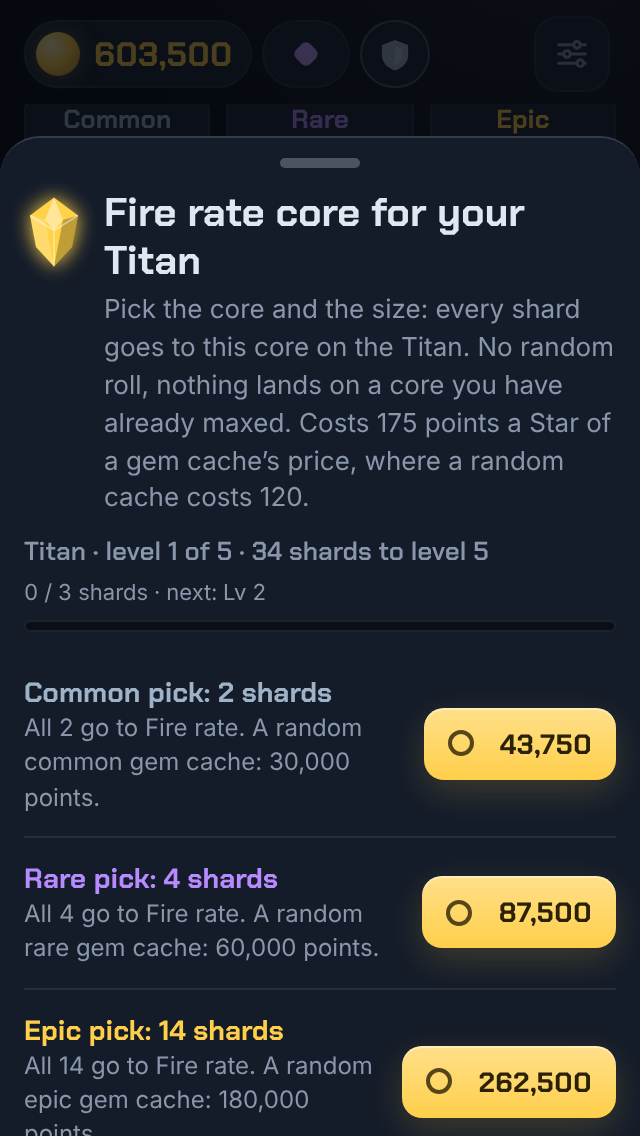 603,500
Common Rare Epic
Fire rate core for your
Titan
Pick the core and the size: every shard
goes to this core on the Titan. No random
roll, nothing lands on a core you have
already maxed. Costs 175 points a Star of
a gem cache’s price, where a random
cache costs 120.
Titan · level 1 of 5 · 34 shards to level 5
0 / 3 shards · next: Lv 2
Common pick: 2 shards
All 2 go to Fire rate. A random
common gem cache: 30,000
points.
43,750
Rare pick: 4 shards
All 4 go to Fire rate. A random
rare gem cache: 60,000 points.
87,500
Epic pick: 14 shards
All 14 go to Fire rate. A random
epic gem cache: 180,000
points.
262,500